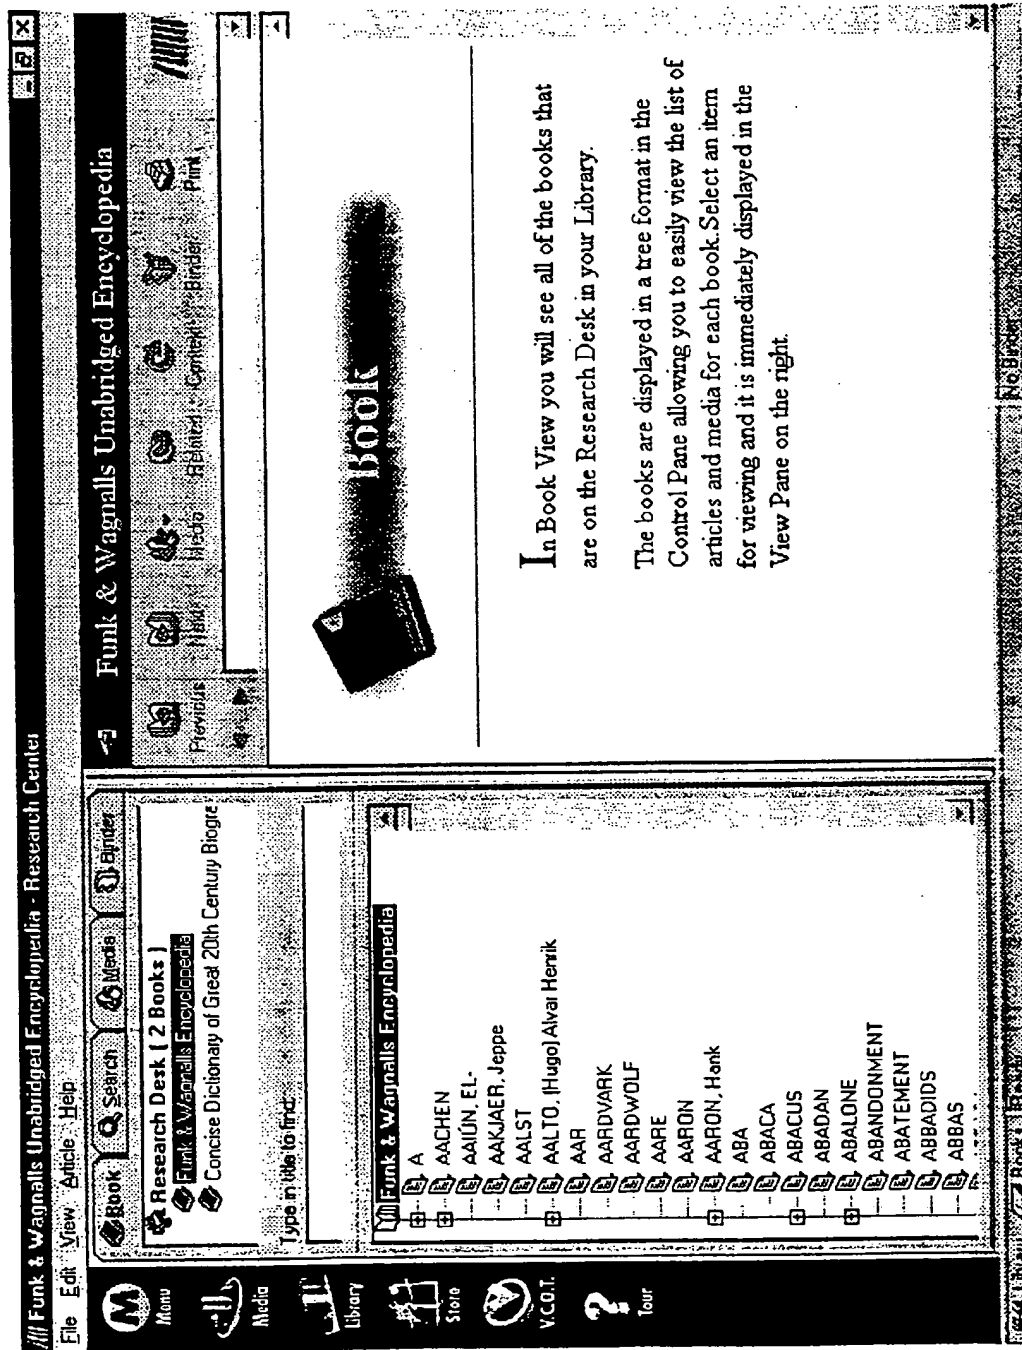 Funk & Wagnalls Unabridged Encyclopedia - Research Center
File Edit View Article Help
Menu
Media
Library
Store
V.C.O.T.
Tour
Book Search Media Binder
Research Desk [ 2 Books ]
Funk & Wagnalls Encyclopedia
Concise Dictionary of Great 20th Century Biogra
Type in title to find:
Funk & Wagnalls Encyclopedia
A
AACHEN
AAIÚN, EL-
AAKJAER, Jeppe
AALST
AALTO, (Hugo) Alvar Henrik
AAR
AARDVARK
AARDWOLF
AARE
AARON
AARON, Hank
ABA
ABACA
ABACUS
ABADAN
ABALONE
ABANDONMENT
ABATEMENT
ABBADIDS
ABBAS
Funk & Wagnalls Unabridged Encyclopedia
Previous Next Media Related Context Binder Print
Book
In Book View you will see all of the books that
are on the Research Desk in your Library.
The books are displayed in a tree format in the
Control Pane allowing you to easily view the list of
articles and media for each book.Select an item
for viewing and it is immediately displayed in the
View Pane on the right.
Book Ready
No Binder